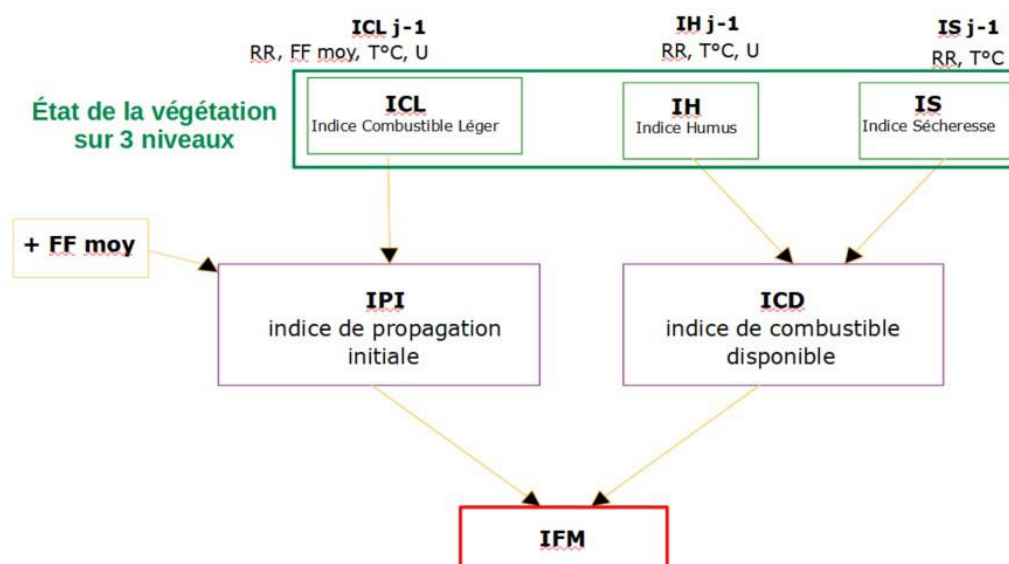 ICL j-1
RR, FF moy, T°C, U
IH j-1
RR, T°C, U
IS j-1
RR, T°C
État de la végétation
sur 3 niveaux
ICL
Indice Combustible Léger
IH
Indice Humus
IS
Indice Sécheresse
+ FF moy
IPI
indice de propagation
initiale
ICD
indice de combustible
disponible
IFM